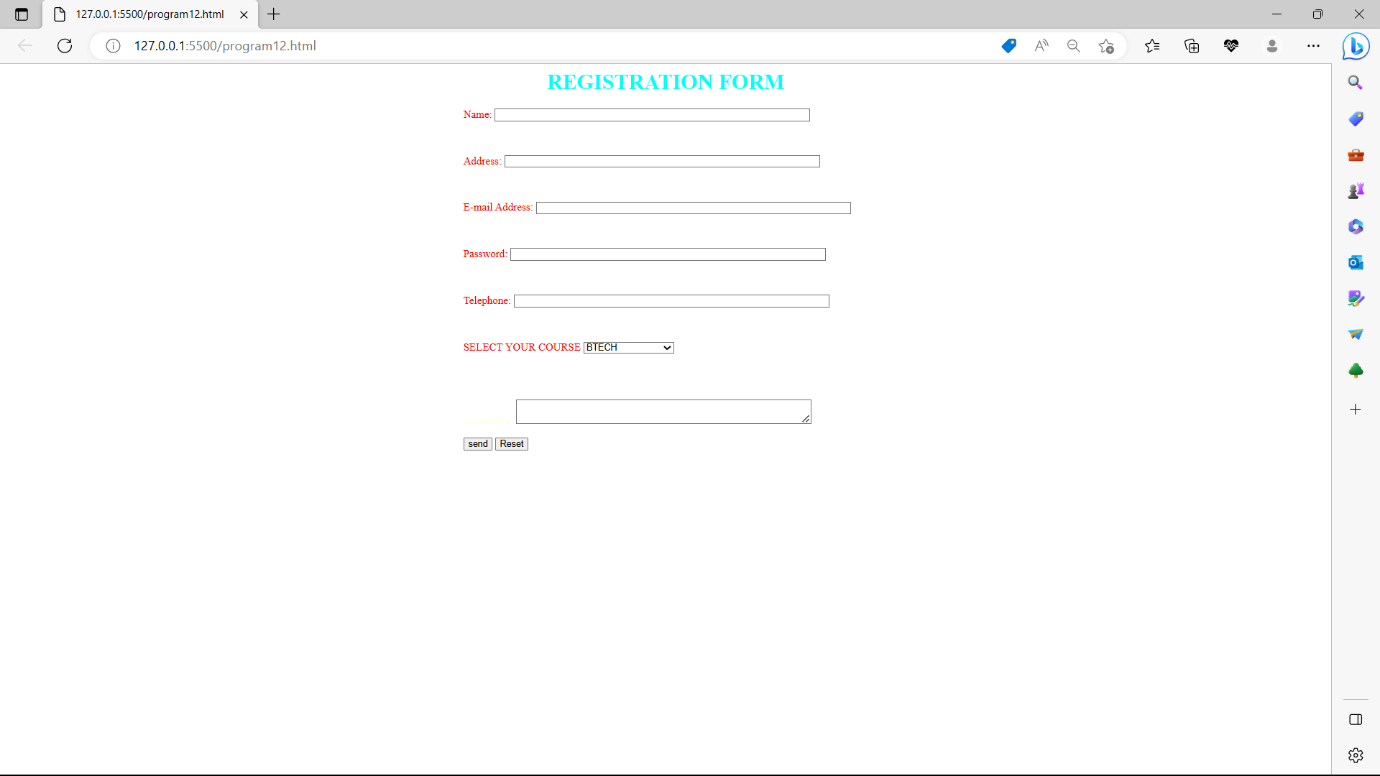 127.0.0.1:5500/program12.html
127.0.0.1:5500/program12.html
REGISTRATION FORM
Name:
Address:
E-mail Address:
Password:
Telephone:
SELECT YOUR COURSE BTECH
send Reset